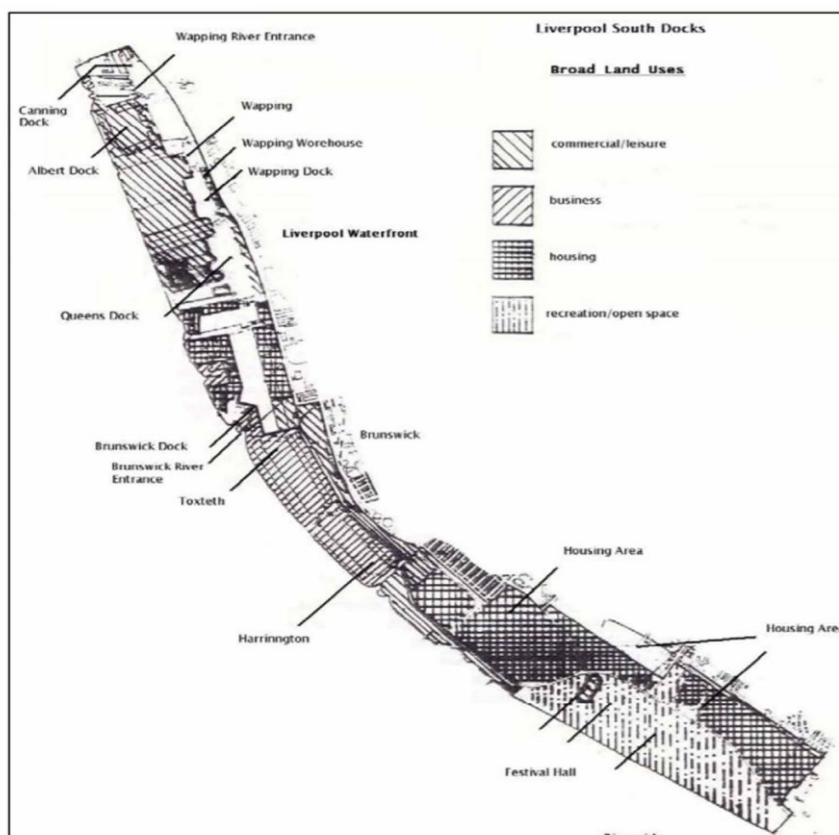 Liverpool South Docks
Broad Land Uses
commercial/leisure
business
housing
recreation/open space
Wapping River Entrance
Canning
Dock
Wapping
Albert Dock
Wapping Worehouse
Wapping Dock
Liverpool Waterfront
Queens Dock
Brunswick Dock
Brunswick River
Entrance
Brunswick
Toxteth
Harrinngton
Housing Area
Housing Area
Festival Hall